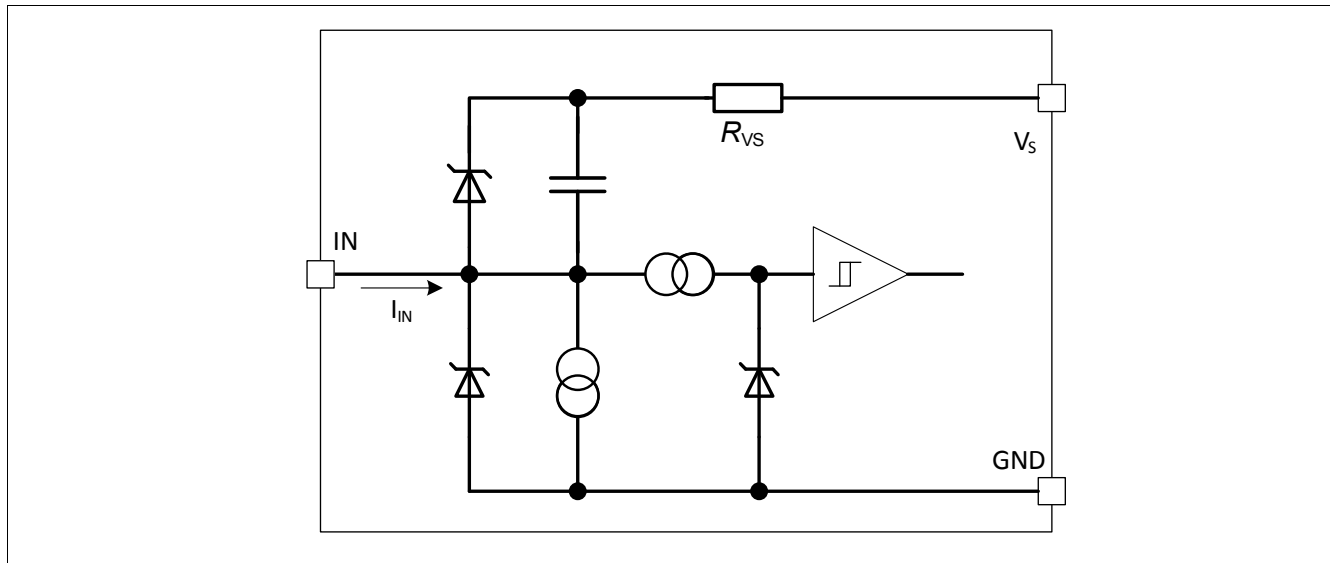 R_VS
V_S
IN
I_IN
GND